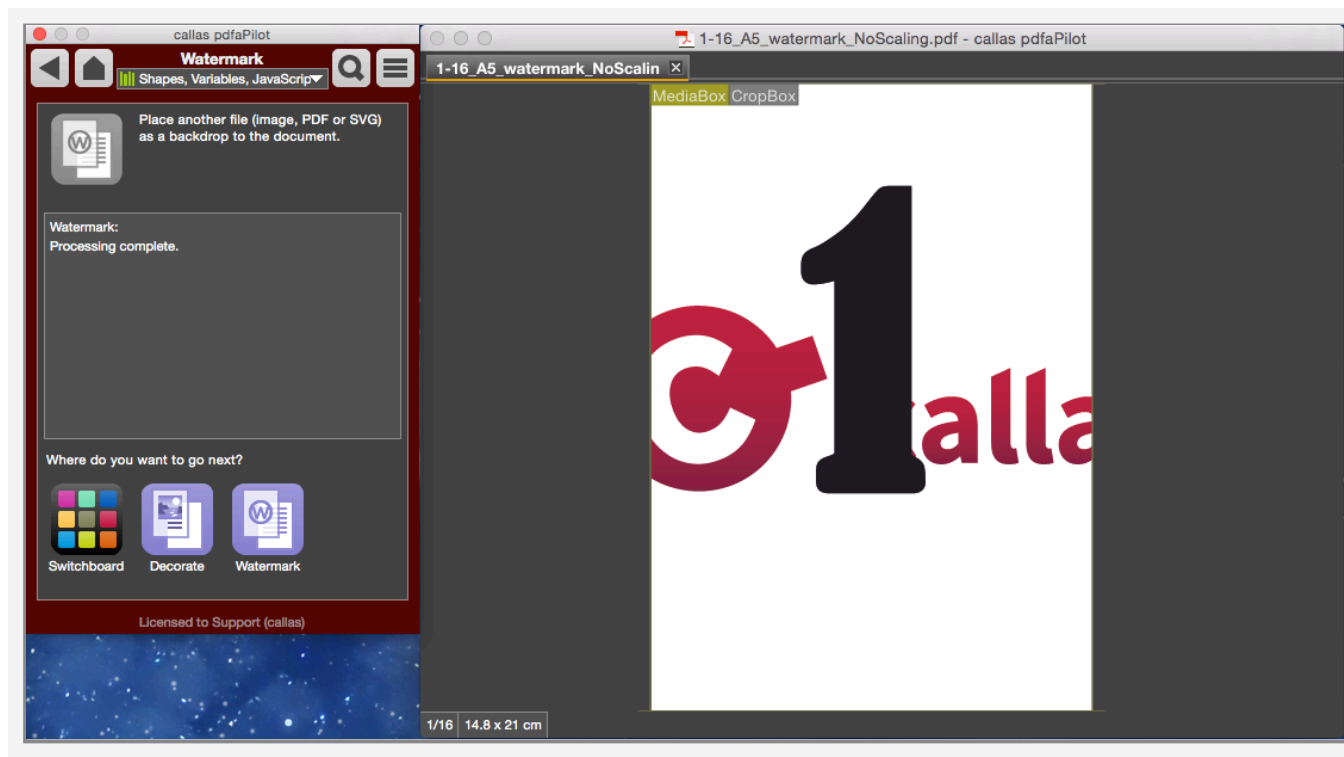 callas pdfaPilot
Watermark
Shapes, Variables, JavaScrip
Place another file (image, PDF or SVG)
as a backdrop to the document.
W
Watermark:
Processing complete.
Where do you want to go next?
W
Switchboard Decorate Watermark
Licensed to Support (callas)
1-16_A5_watermark_NoScaling.pdf - callas pdfaPilot
1-16_A5_watermark_NoScalin
MediaBox CropBox
1
c
calla
1/16 14.8 x 21 cm